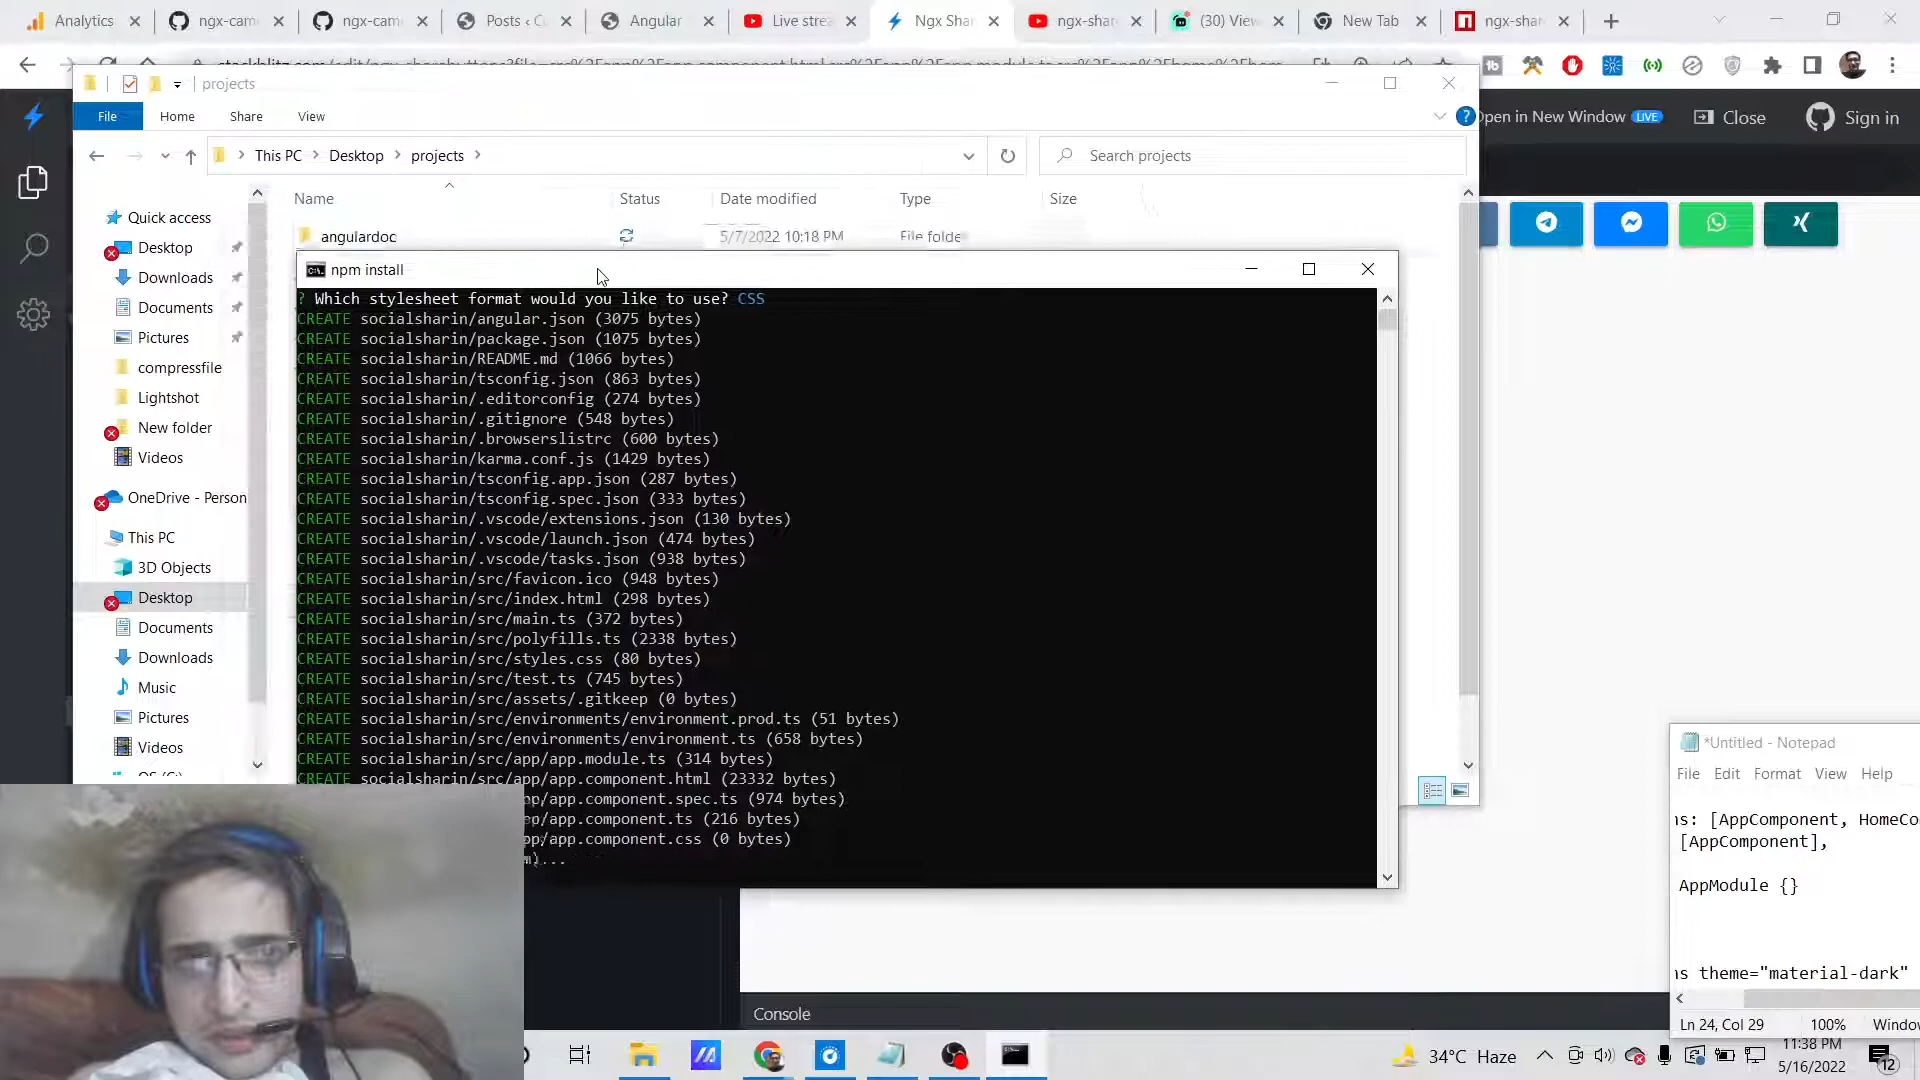 Analytics
ngx-cam
ngx-cam
Posts ‹ C
Angular
Live stre
Ngx Shar
ngx-shar
(30) View
New Tab
ngx-shar
projects
File
Home
Share
View
This PC
Desktop
projects
Search projects
Open in New Window
LIVE
Close
Sign in
Name
Status
Date modified
Type
Size
angulardoc
5/7/2022 10:18 PM
File folde
Quick access
Desktop
Downloads
Documents
Pictures
compressfile
Lightshot
New folder
Videos
OneDrive - Person
This PC
3D Objects
Desktop
Documents
Downloads
Music
Pictures
Videos
npm install
? Which stylesheet format would you like to use? CSS
CREATE socialsharin/angular.json (3075 bytes)
CREATE socialsharin/package.json (1075 bytes)
CREATE socialsharin/README.md (1066 bytes)
CREATE socialsharin/tsconfig.json (863 bytes)
CREATE socialsharin/.editorconfig (274 bytes)
CREATE socialsharin/.gitignore (548 bytes)
CREATE socialsharin/.browserslistrc (600 bytes)
CREATE socialsharin/karma.conf.js (1429 bytes)
CREATE socialsharin/tsconfig.app.json (287 bytes)
CREATE socialsharin/tsconfig.spec.json (333 bytes)
CREATE socialsharin/.vscode/extensions.json (130 bytes)
CREATE socialsharin/.vscode/launch.json (474 bytes)
CREATE socialsharin/.vscode/tasks.json (938 bytes)
CREATE socialsharin/src/favicon.ico (948 bytes)
CREATE socialsharin/src/index.html (298 bytes)
CREATE socialsharin/src/main.ts (372 bytes)
CREATE socialsharin/src/polyfills.ts (2338 bytes)
CREATE socialsharin/src/styles.css (80 bytes)
CREATE socialsharin/src/test.ts (745 bytes)
CREATE socialsharin/src/assets/.gitkeep (0 bytes)
CREATE socialsharin/src/environments/environment.prod.ts (51 bytes)
CREATE socialsharin/src/environments/environment.ts (658 bytes)
CREATE socialsharin/src/app/app.module.ts (314 bytes)
CREATE socialsharin/src/app/app.component.html (23332 bytes)
pp/app.component.spec.ts (974 bytes)
pp/app.component.ts (216 bytes)
pp/app.component.css (0 bytes)
m)...
*Untitled - Notepad
File Edit Format View Help
ns: [AppComponent, HomeCo
[AppComponent],
AppModule {}
ns theme="material-dark"
Ln 24, Col 29
100%
Windo
Console
34°C Haze
11:38 PM
5/16/2022
12